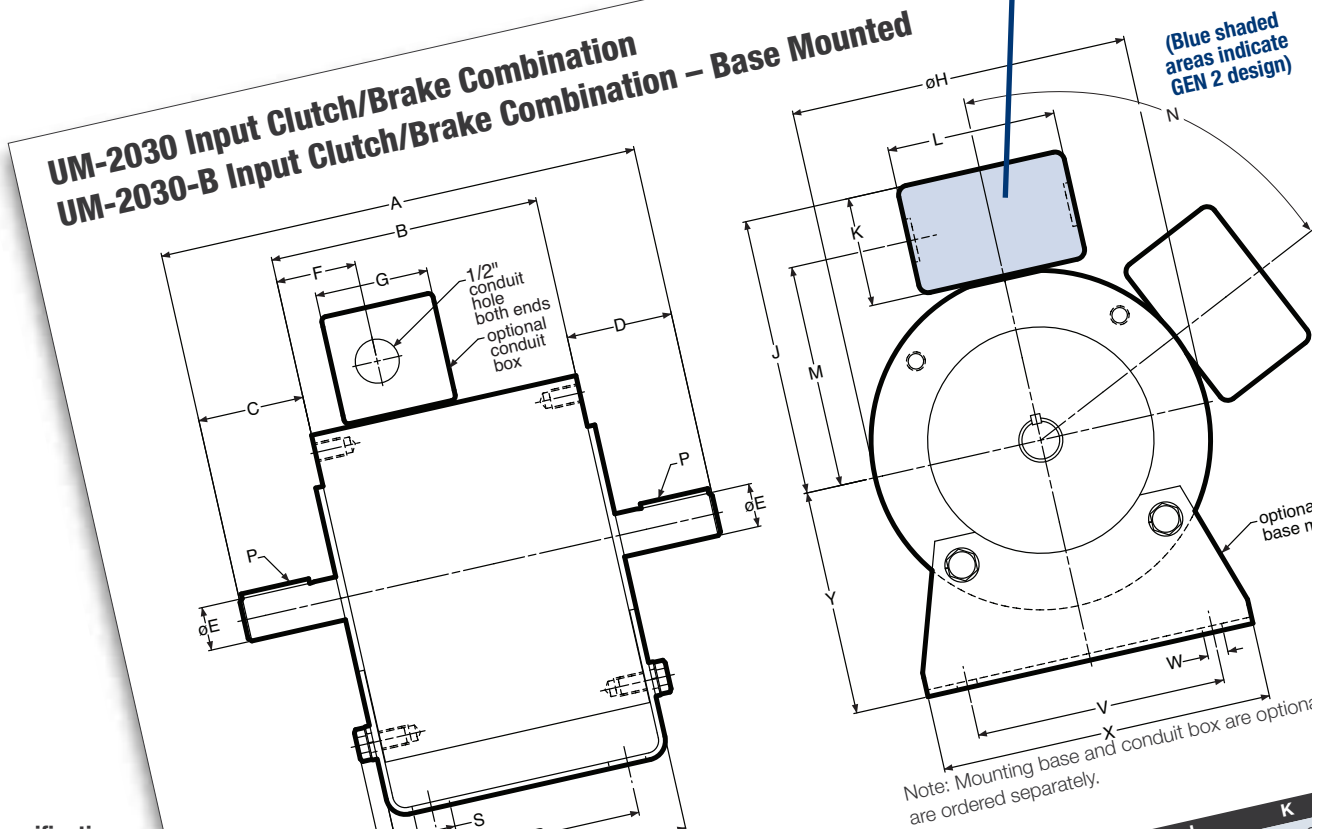 UM-2030 Input Clutch/Brake Combination
UM-2030-B Input Clutch/Brake Combination – Base Mounted
(Blue shaded
areas indicate
GEN 2 design)
A
B
F
G
1/2"
conduit
hole
both ends
optional
conduit
box
D
C
P
øE
P
øE
S
øH
L
N
K
J
M
Y
W
V
X
base
Note: Mounting base and conduit box are
are ordered separately.
K